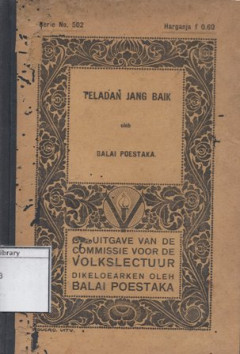 Serie No. 502
Harganja f 0.60
TELADAN JANG BAIK
oleh
BALAI POESTAKA
UITGAVE VAN DE
COMMISSIE VOOR DE
VOLKSLECTUUR
DIKELOEARKEN OLEH
BALAI POESTAKA
Library